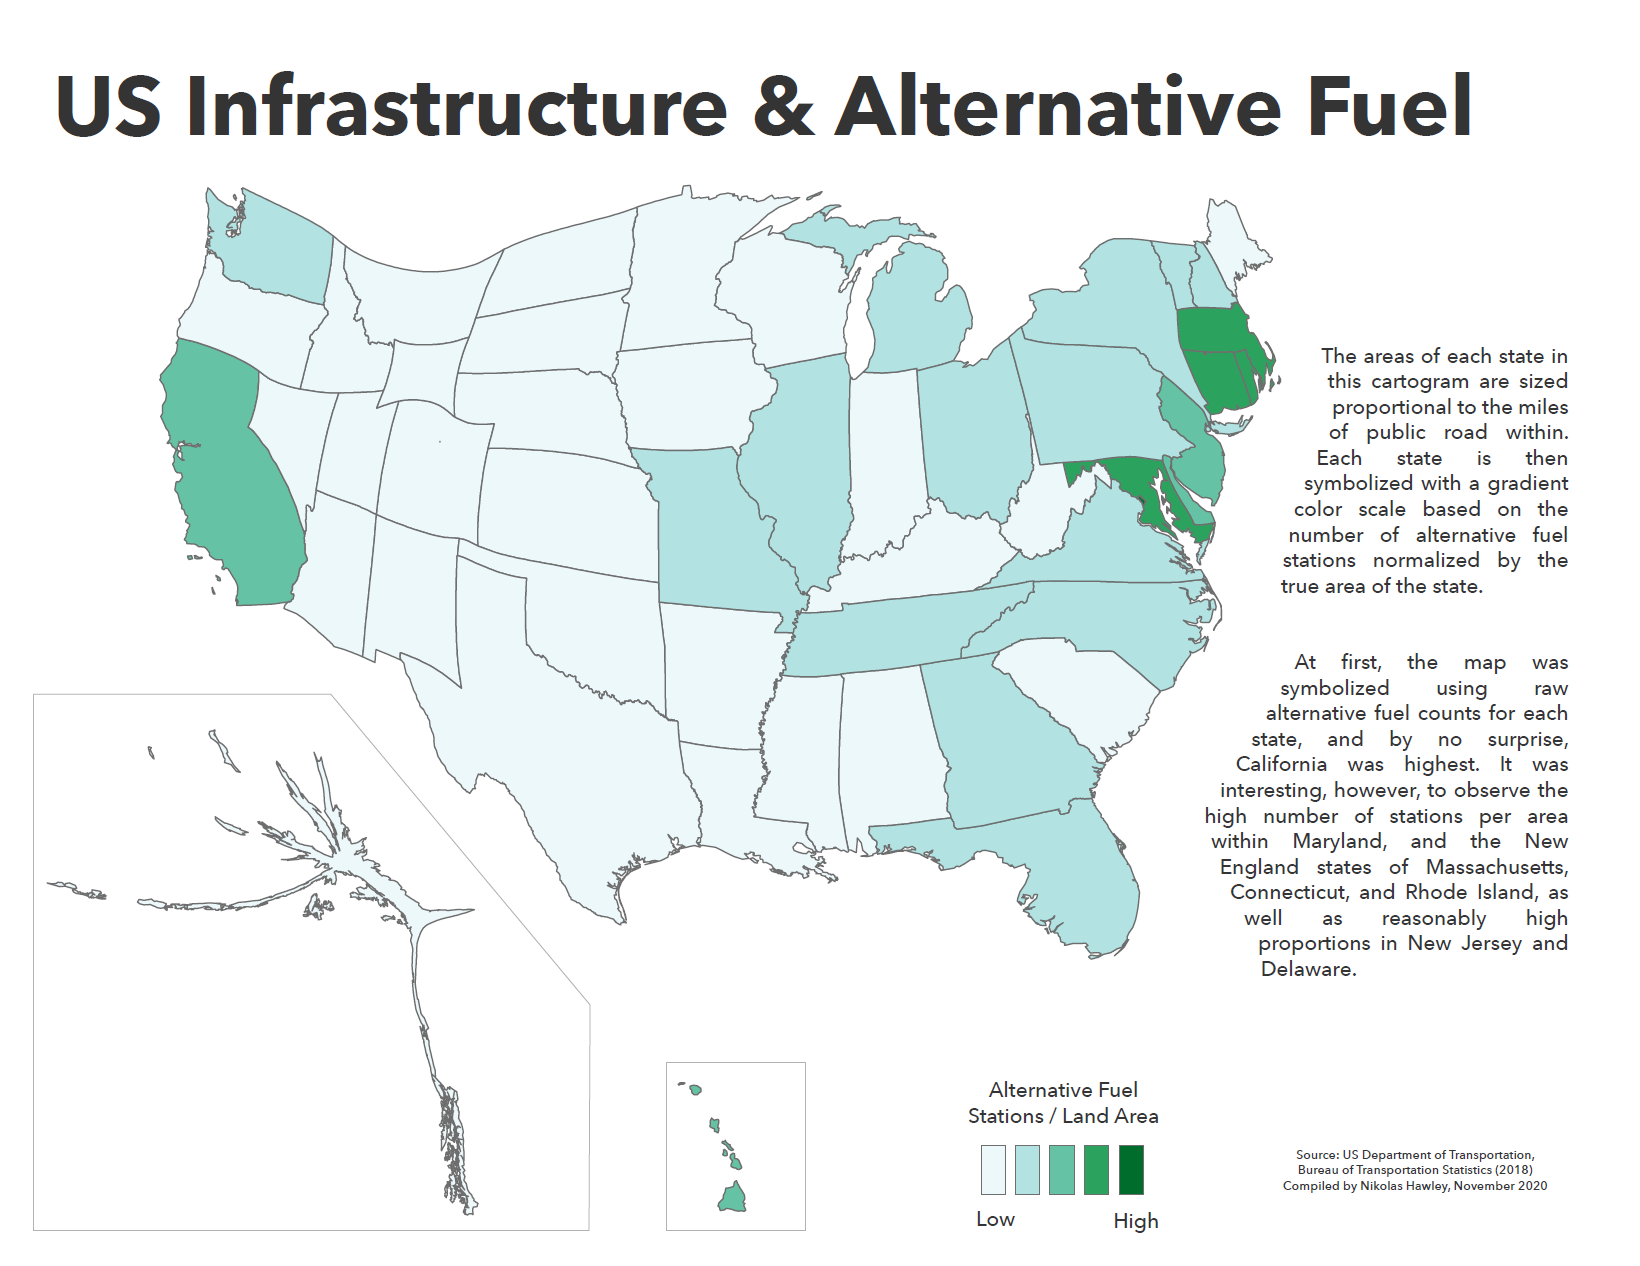 US Infrastructure & Alternative Fuel
The areas of each state in
this cartogram are sized
proportional to the miles
of public road within.
Each state is then
symbolized with a gradient
color scale based on the
number of alternative fuel
stations normalized by the
true area of the state.
At first, the map was
symbolized using raw
alternative fuel counts for each
state, and by no surprise,
California was highest. It was
interesting, however, to observe the
high number of stations per area
within Maryland, and the New
England states of Massachusetts,
Connecticut, and Rhode Island, as
well as reasonably high
proportions in New Jersey and
Delaware.
Alternative Fuel
Stations / Land Area
Low
High
Source: US Department of Transportation,
Bureau of Transportation Statistics (2018)
Compiled by Nikolas Hawley, November 2020